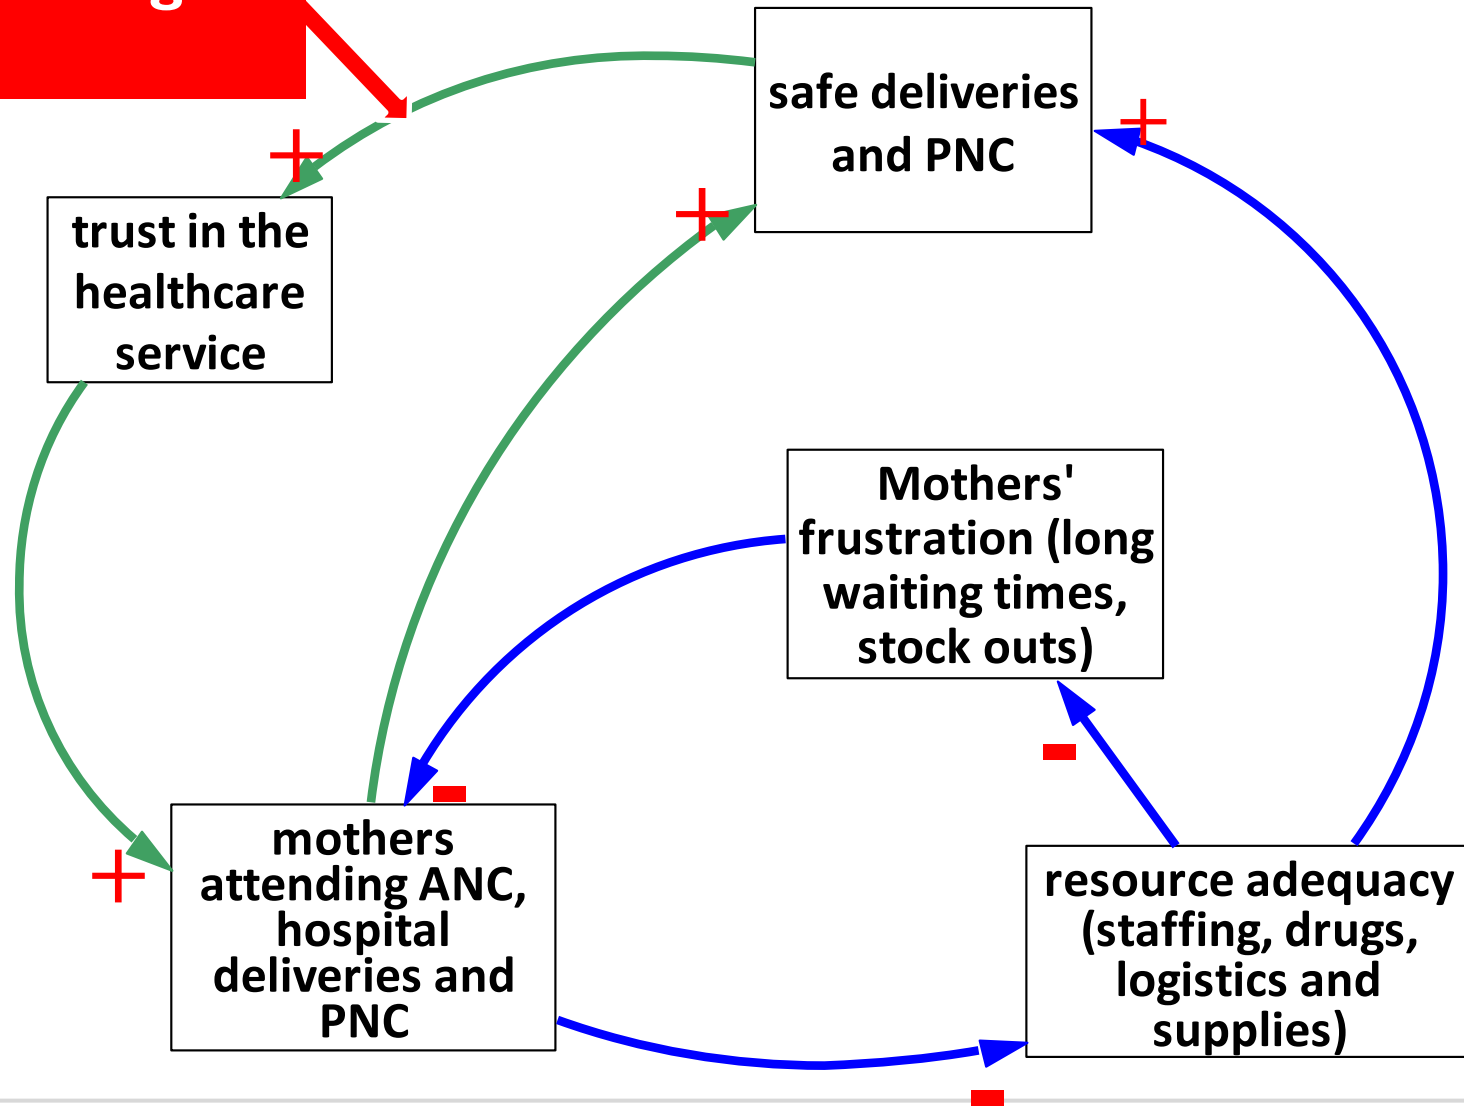 safe deliveries
and PNC
+
+
+
trust in the
healthcare
service
Mothers'
frustration (long
waiting times,
stock outs)
-
-
+
mothers
attending ANC,
hospital
deliveries and
PNC
resource adequacy
(staffing, drugs,
logistics and
supplies)
-